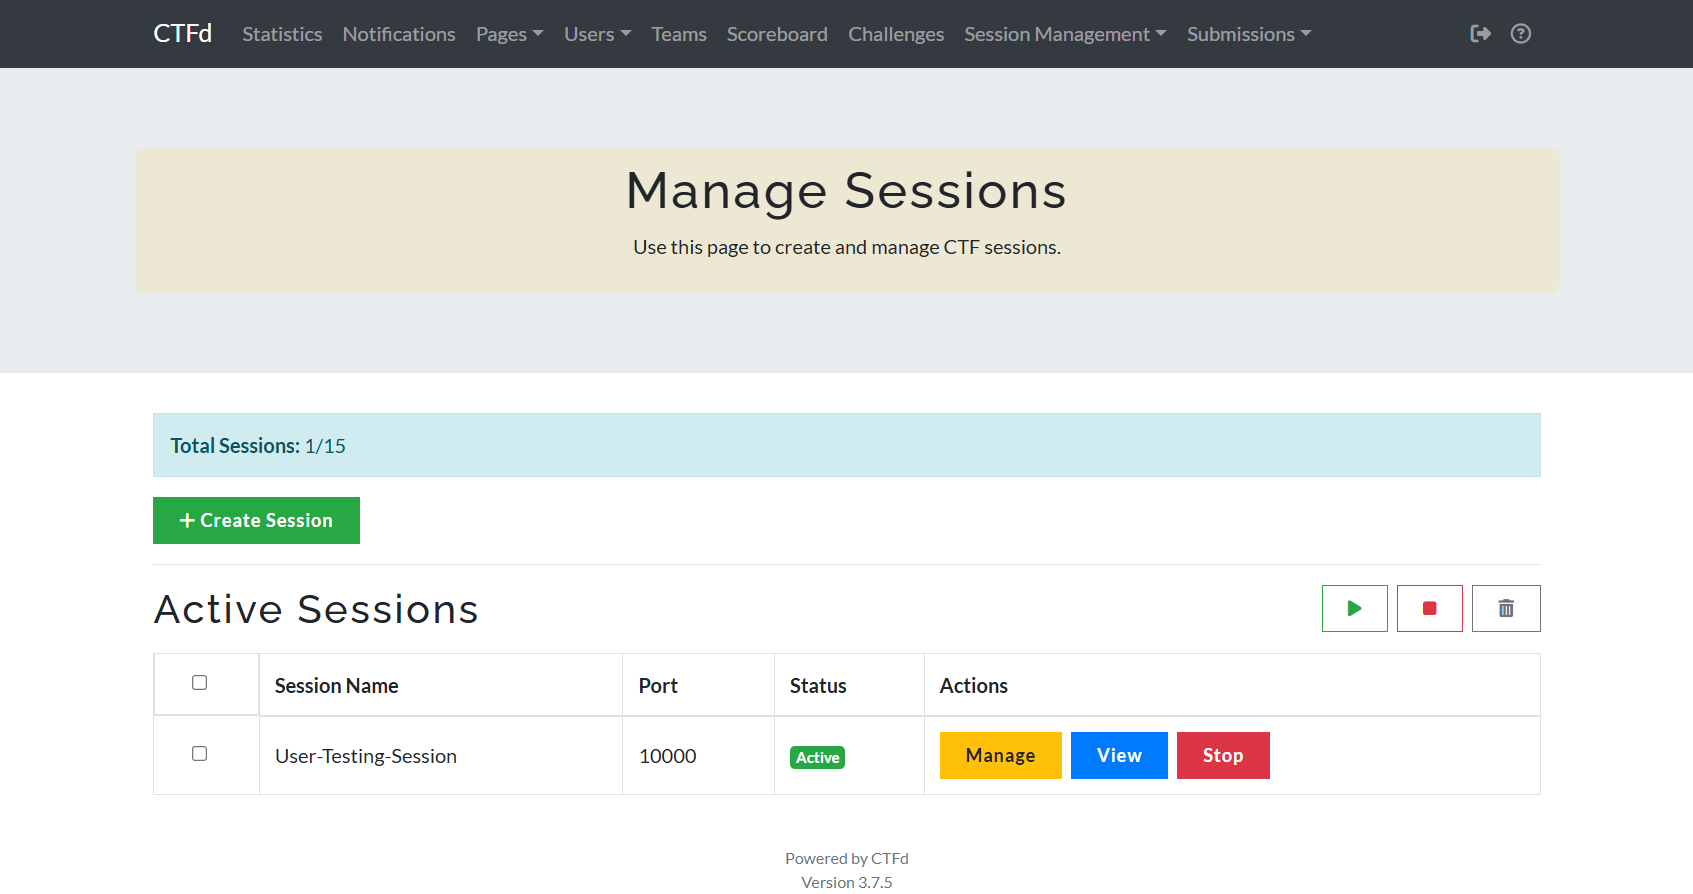 CTFd Statistics Notifications Pages Users Teams Scoreboard Challenges Session Management Submissions
Manage Sessions
Use this page to create and manage CTF sessions.
Total Sessions: 1/15
Create Session
Active Sessions
Session Name Port Status Actions
User-Testing-Session 10000 Active Manage View Stop
Powered by CTFd
Version 3.7.5